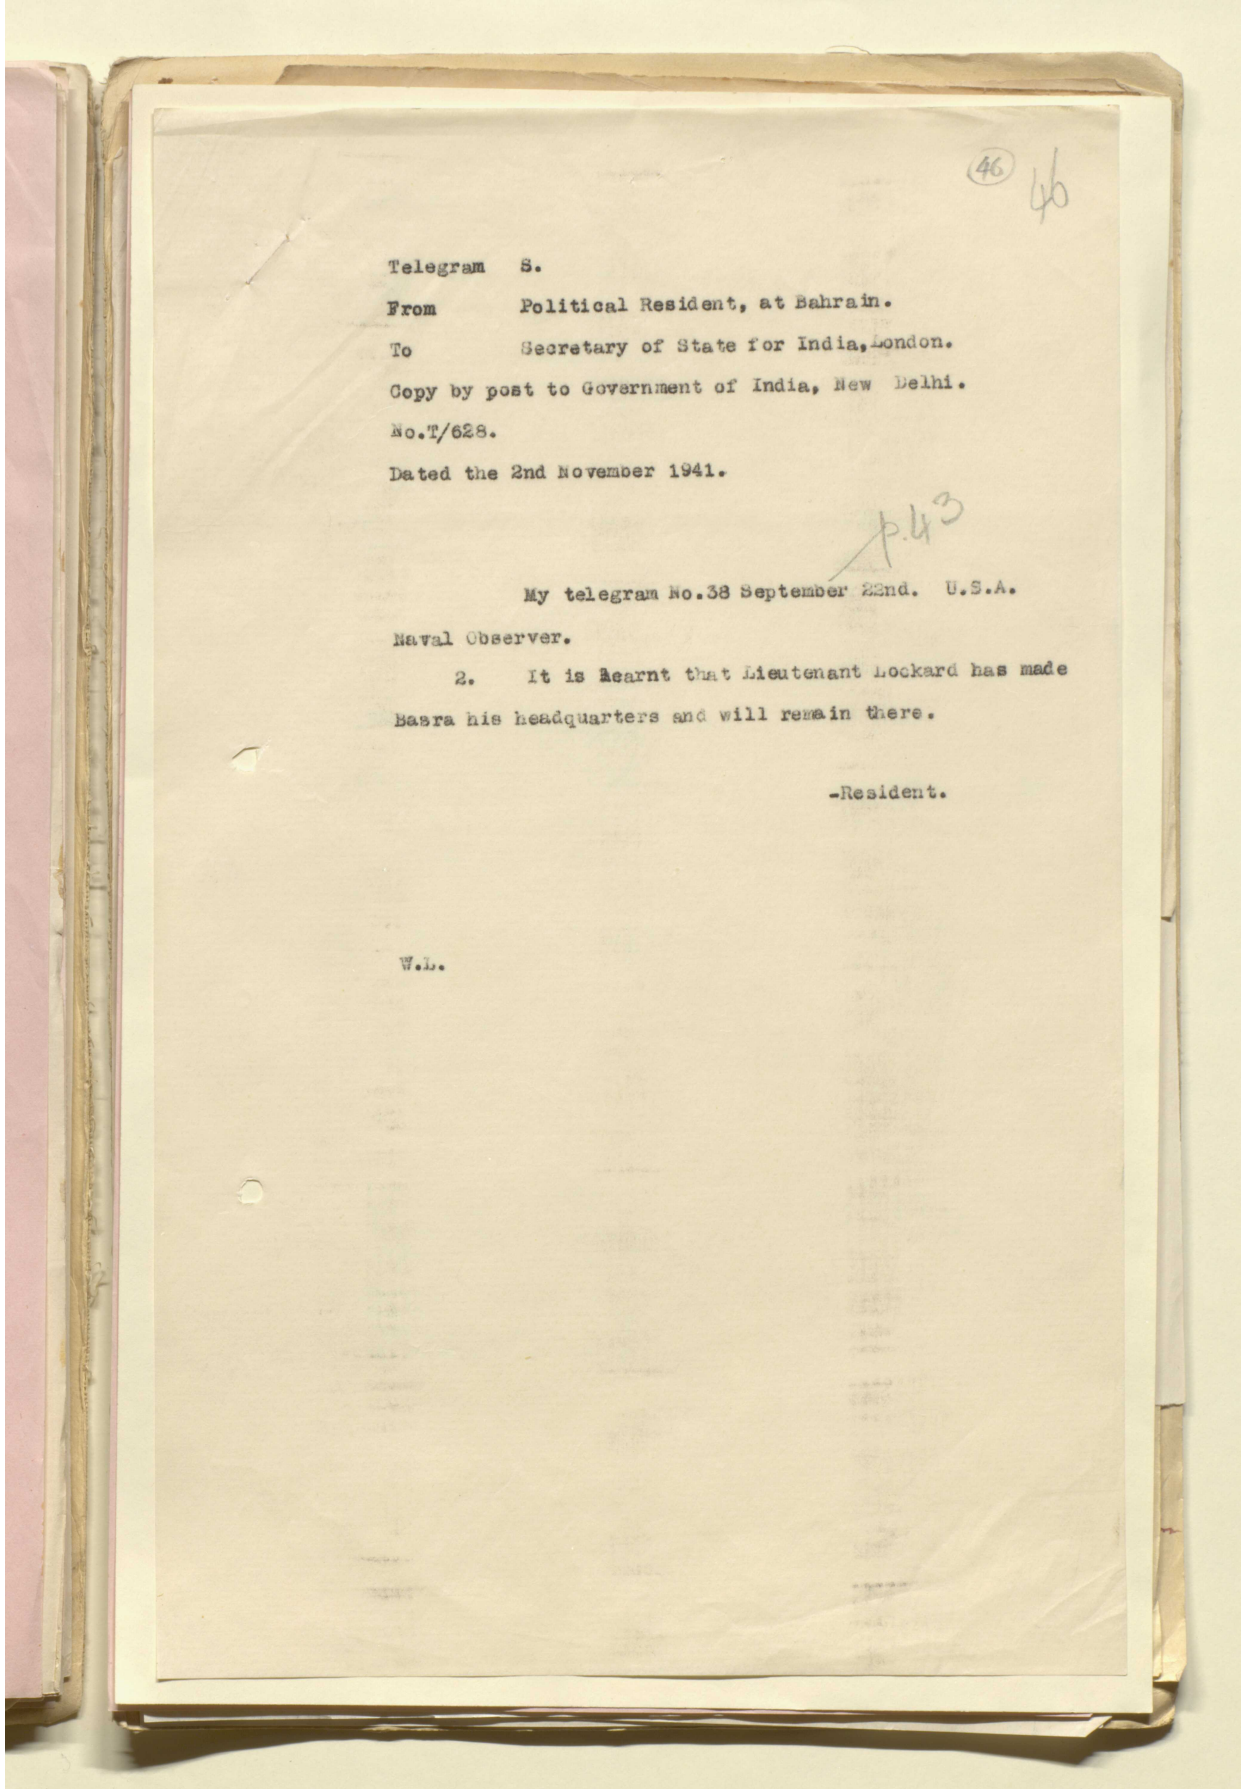 46
46
Telegram S.
From Political Resident, at Bahrain.
To Secretary of State for India, London.
Copy by post to Government of India, New Delhi.
No.T/628.
Dated the 2nd November 1941.
p.43
My telegram No.38 September 22nd. U.S.A.
Naval Observer.
2. It is learnt that Lieutenant Lockard has made
Basra his headquarters and will remain there.
-Resident.
W.L.